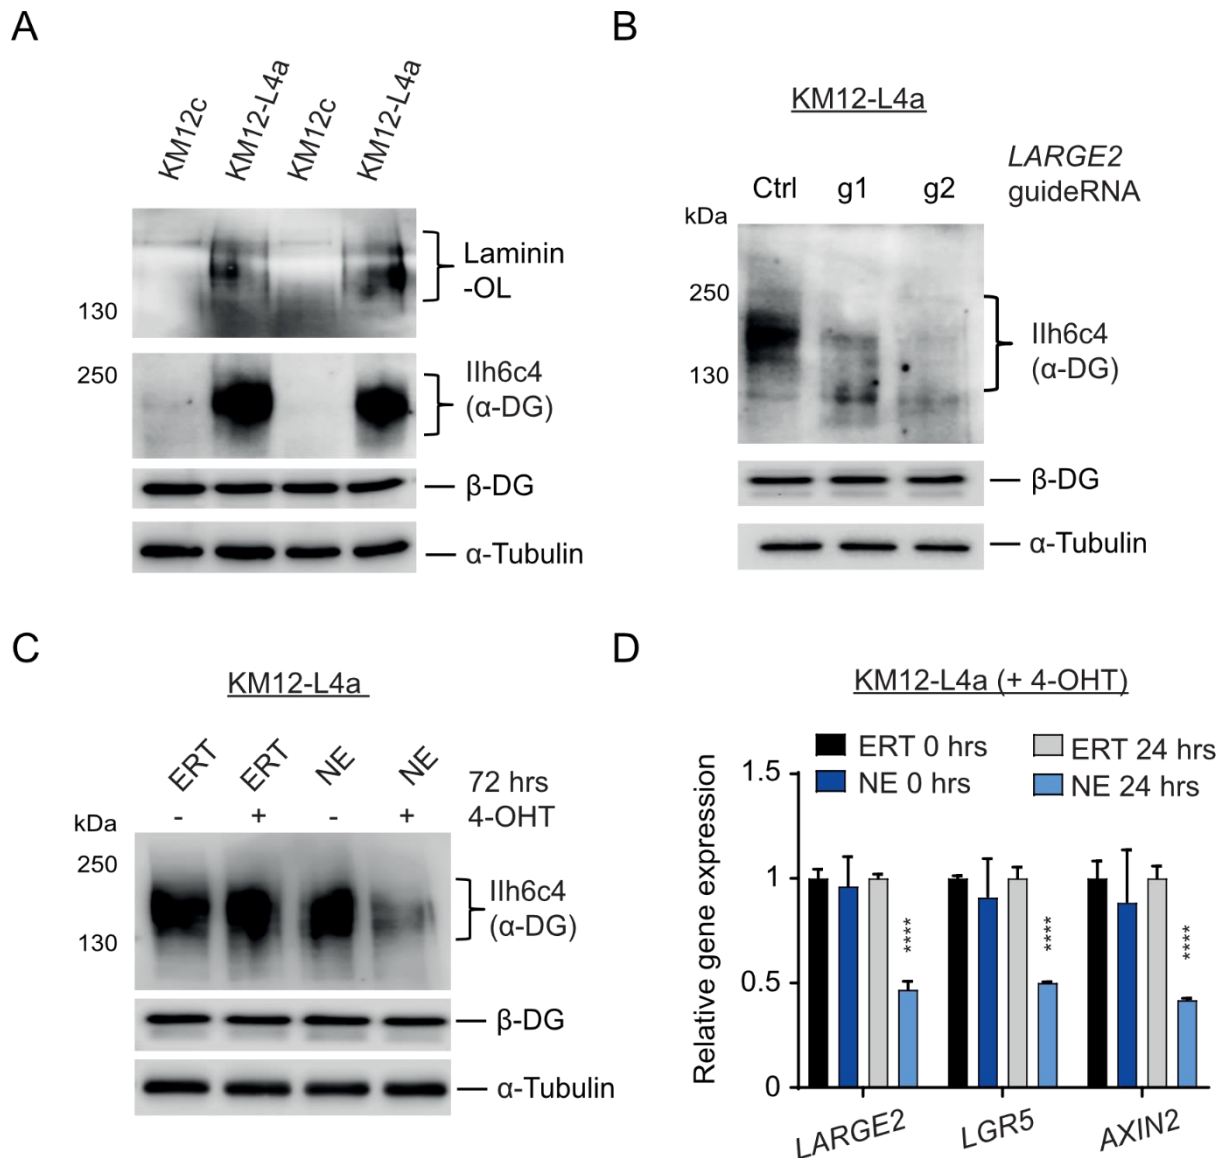 A
KM12c
KM12-L4a
KM12c
KM12-L4a
Laminin
-OL
130
250
IIh6c4
(α-DG)
β-DG
α-Tubulin
B
KM12-L4a
LARGE2
guideRNA
Ctrl g1 g2
kDa
250
130
IIh6c4
(α-DG)
β-DG
α-Tubulin
C
KM12-L4a
ERT ERT NE NE
72 hrs
- + - + 4-OHT
kDa
250
130
IIh6c4
(α-DG)
β-DG
α-Tubulin
D
KM12-L4a (+ 4-OHT)
ERT 0 hrs ERT 24 hrs
NE 0 hrs NE 24 hrs
Relative gene expression
1.5
1
0.5
0
****
****
****
LARGE2 LGR5 AXIN2